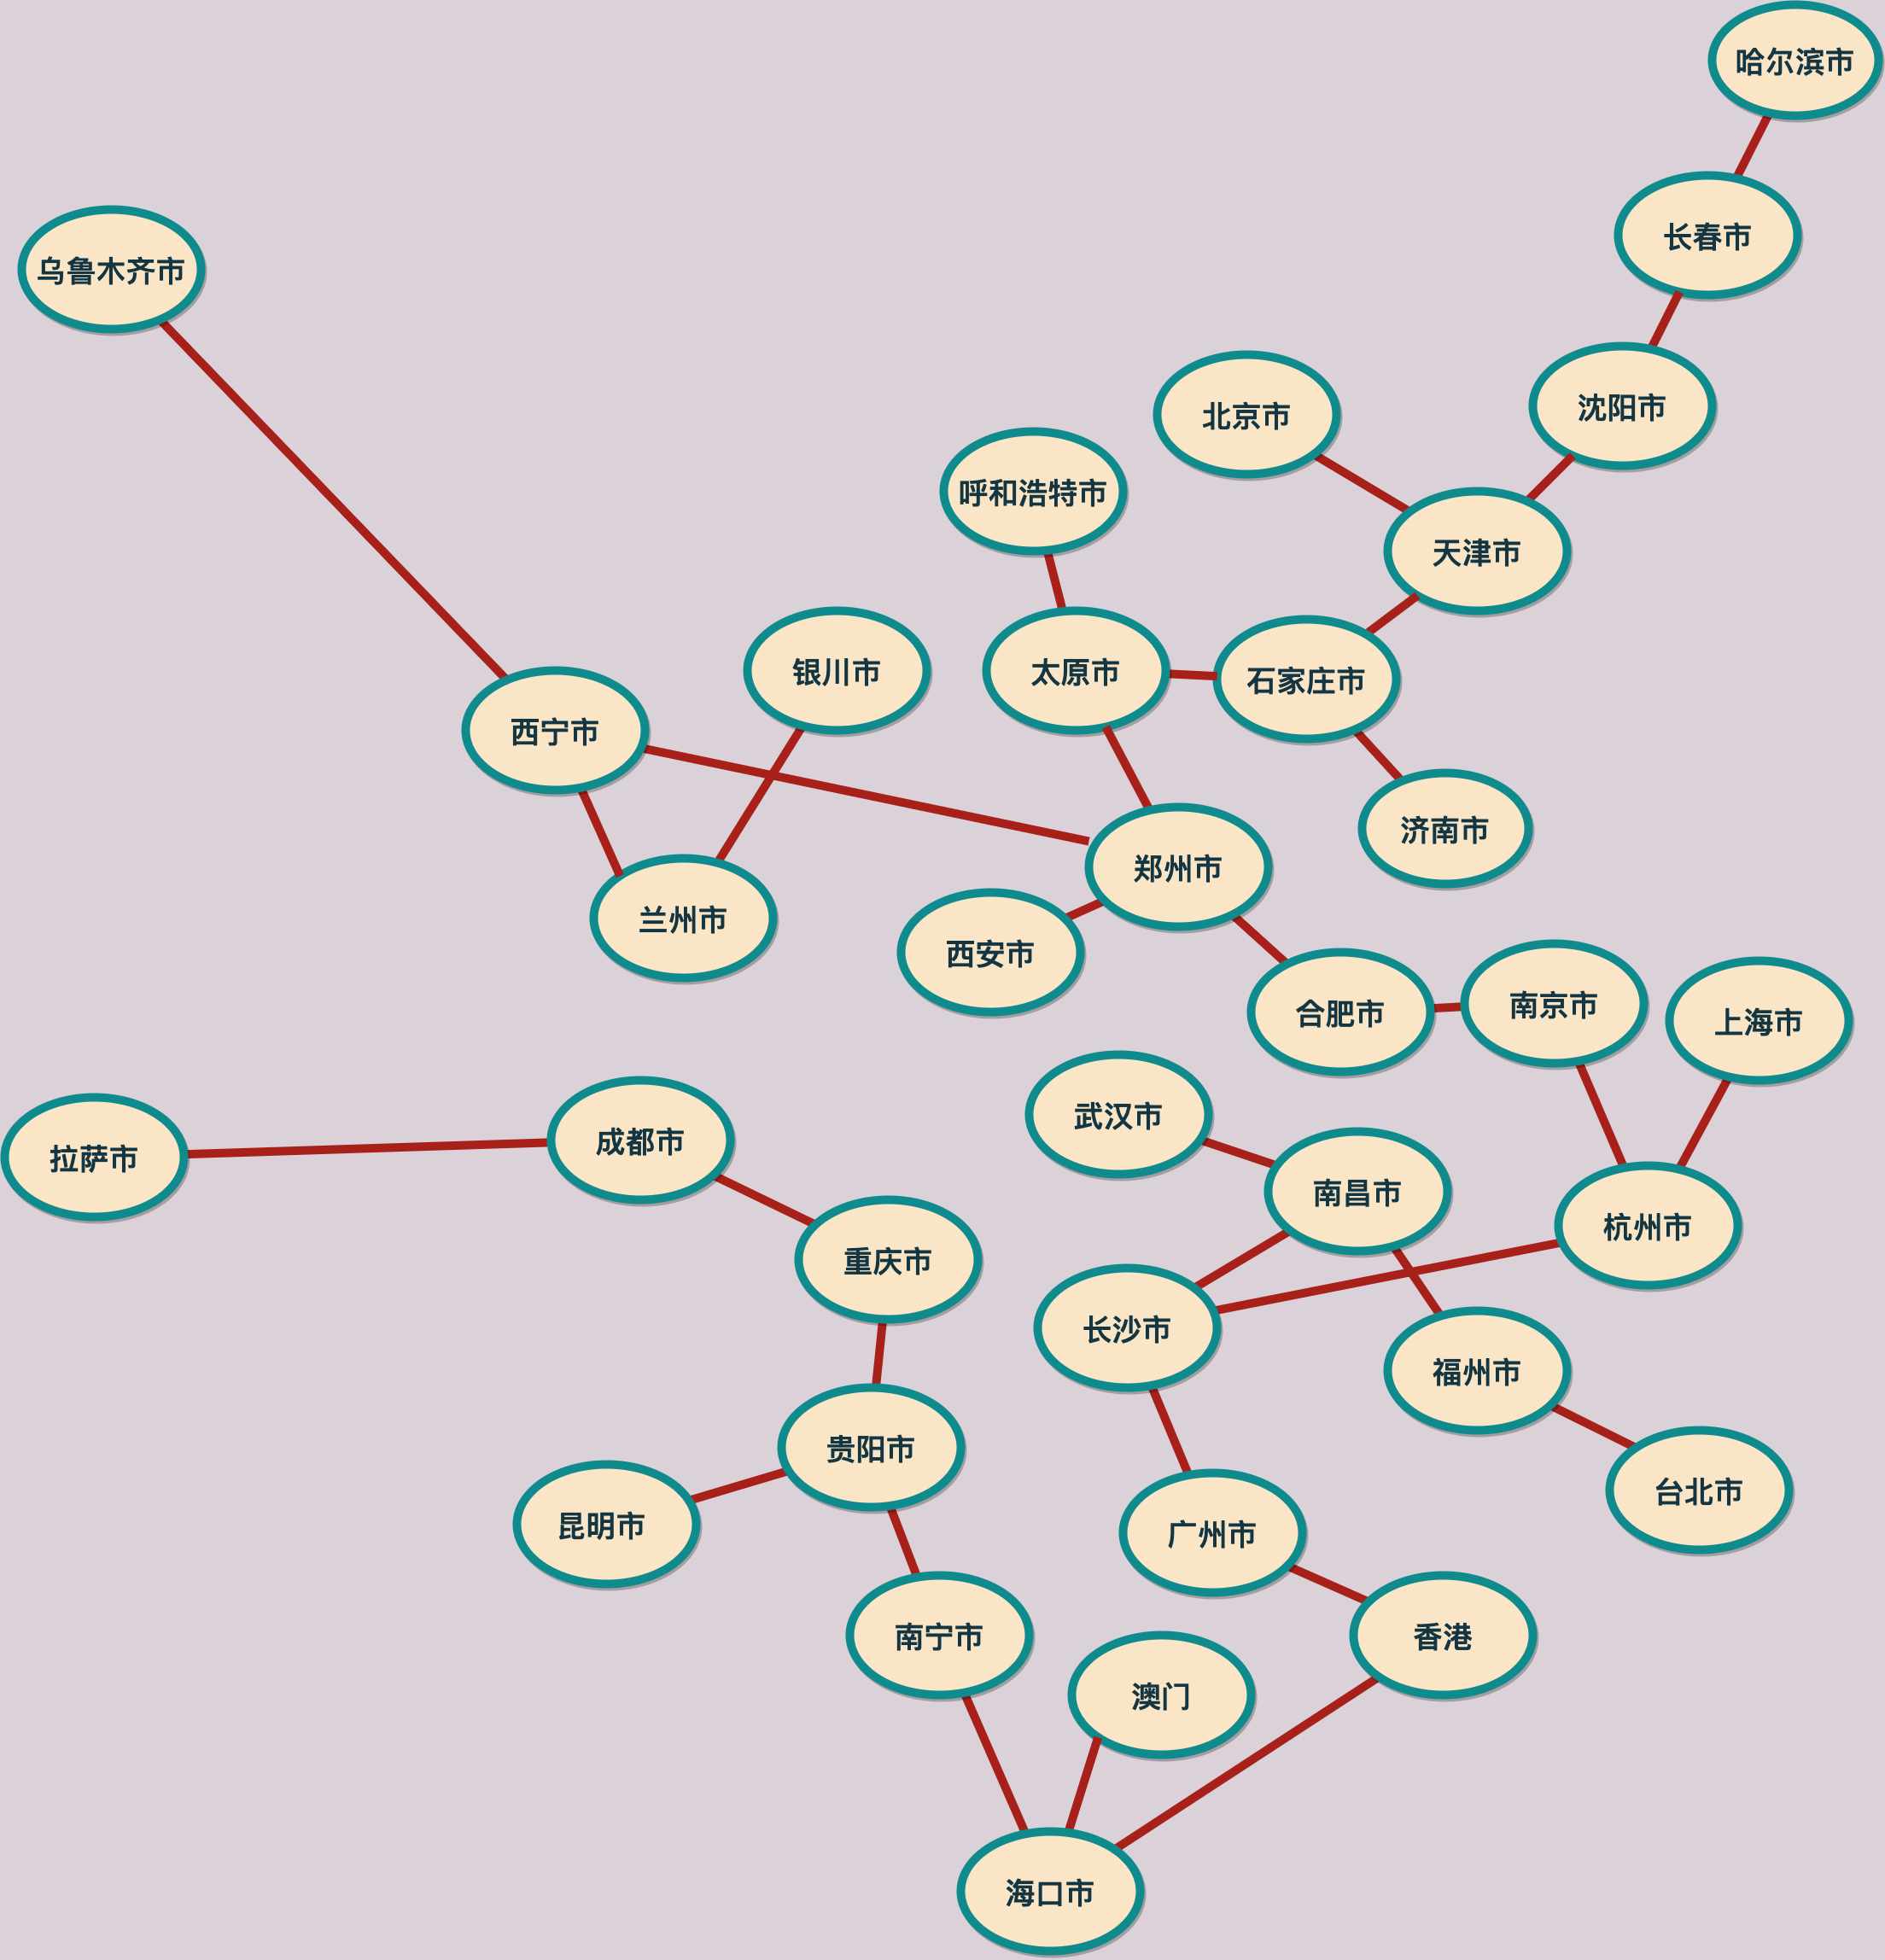 哈尔滨市
长春市
乌鲁木齐市
沈阳市
北京市
呼和浩特市
天津市
银川市
太原市
石家庄市
西宁市
济南市
郑州市
兰州市
西安市
南京市
合肥市
上海市
武汉市
成都市
拉萨市
南昌市
杭州市
重庆市
长沙市
福州市
贵阳市
台北市
昆明市
广州市
南宁市
香港
澳门
海口市